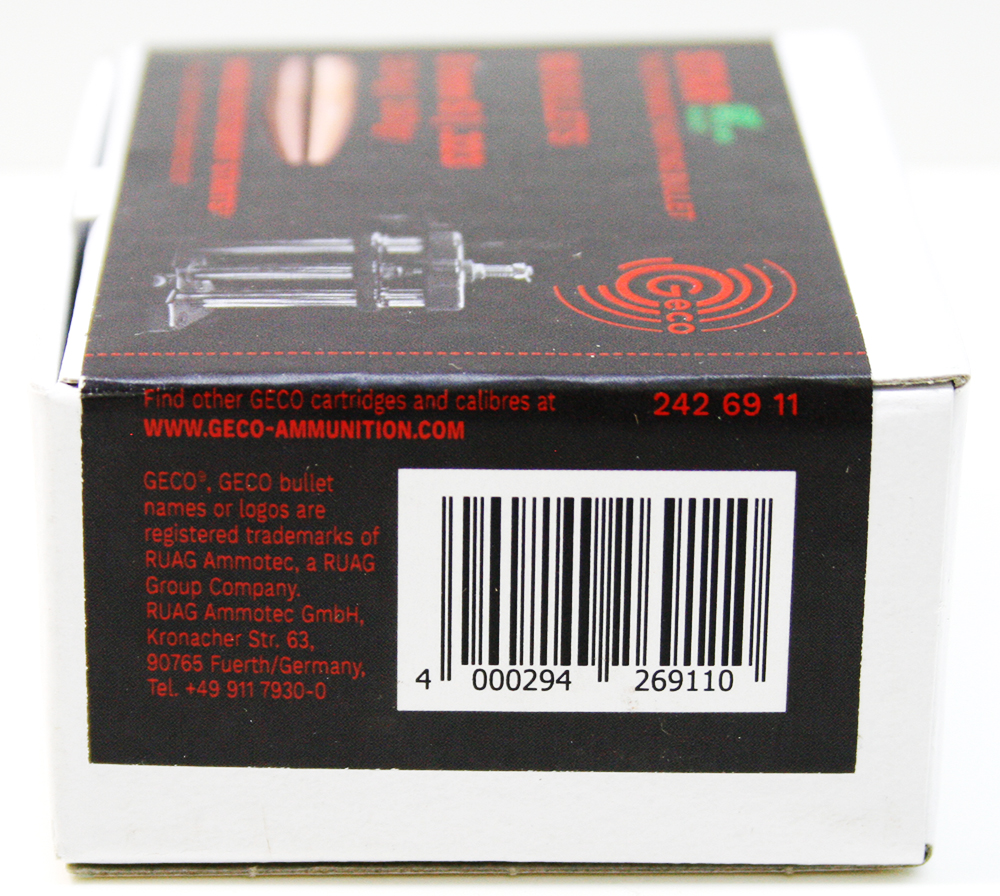 BULLET
Geco
Find other GECO cartridges and calibres at
WWW.GECO-AMMUNITION.COM
242 69 11
GECO®, GECO bullet
names or logos are
registered trademarks of
RUAG Ammotec, a RUAG
Group Company.
RUAG Ammotec GmbH,
Kronacher Str. 63,
90765 Fuerth/Germany,
Tel. +49 911 7930-0
4 000294 269110